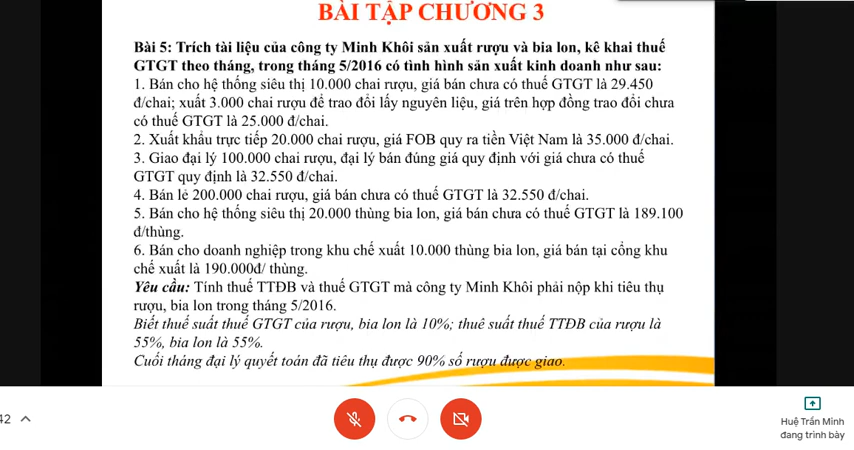 BÀI TẬP CHƯƠNG 3
Bài 5: Trích tài liệu của công ty Minh Khôi sản xuất rượu và bia lon, kê khai thuế
GTGT theo tháng, trong tháng 5/2016 có tình hình sản xuất kinh doanh như sau:
1. Bán cho hệ thống siêu thị 10.000 chai rượu, giá bán chưa có thuế GTGT là 29.450
đ/chai; xuất 3.000 chai rượu để trao đổi lấy nguyên liệu, giá trên hợp đồng trao đổi chưa
có thuế GTGT là 25.000 đ/chai.
2. Xuất khẩu trực tiếp 20.000 chai rượu, giá FOB quy ra tiền Việt Nam là 35.000 đ/chai.
3. Giao đại lý 100.000 chai rượu, đại lý bán đúng giá quy định với giá chưa có thuế
GTGT quy định là 32.550 đ/chai.
4. Bán lẻ 200.000 chai rượu, giá bán chưa có thuế GTGT là 32.550 đ/chai.
5. Bán cho hệ thống siêu thị 20.000 thùng bia lon, giá bán chưa có thuế GTGT là 189.100
đ/thùng.
6. Bán cho doanh nghiệp trong khu chế xuất 10.000 thùng bia lon, giá bán tại cổng khu
chế xuất là 190.000đ/ thùng.
Yêu cầu: Tính thuế TTĐB và thuế GTGT mà công ty Minh Khôi phải nộp khi tiêu thụ
rượu, bia lon trong tháng 5/2016.
Biết thuế suất thuế GTGT của rượu, bia lon là 10%; thuê suất thuế TTĐB của rượu là
55%, bia lon là 55%.
Cuối tháng đại lý quyết toán đã tiêu thụ được 90% số rượu được giao.
42
Huệ Trần Minh
đang trình bày